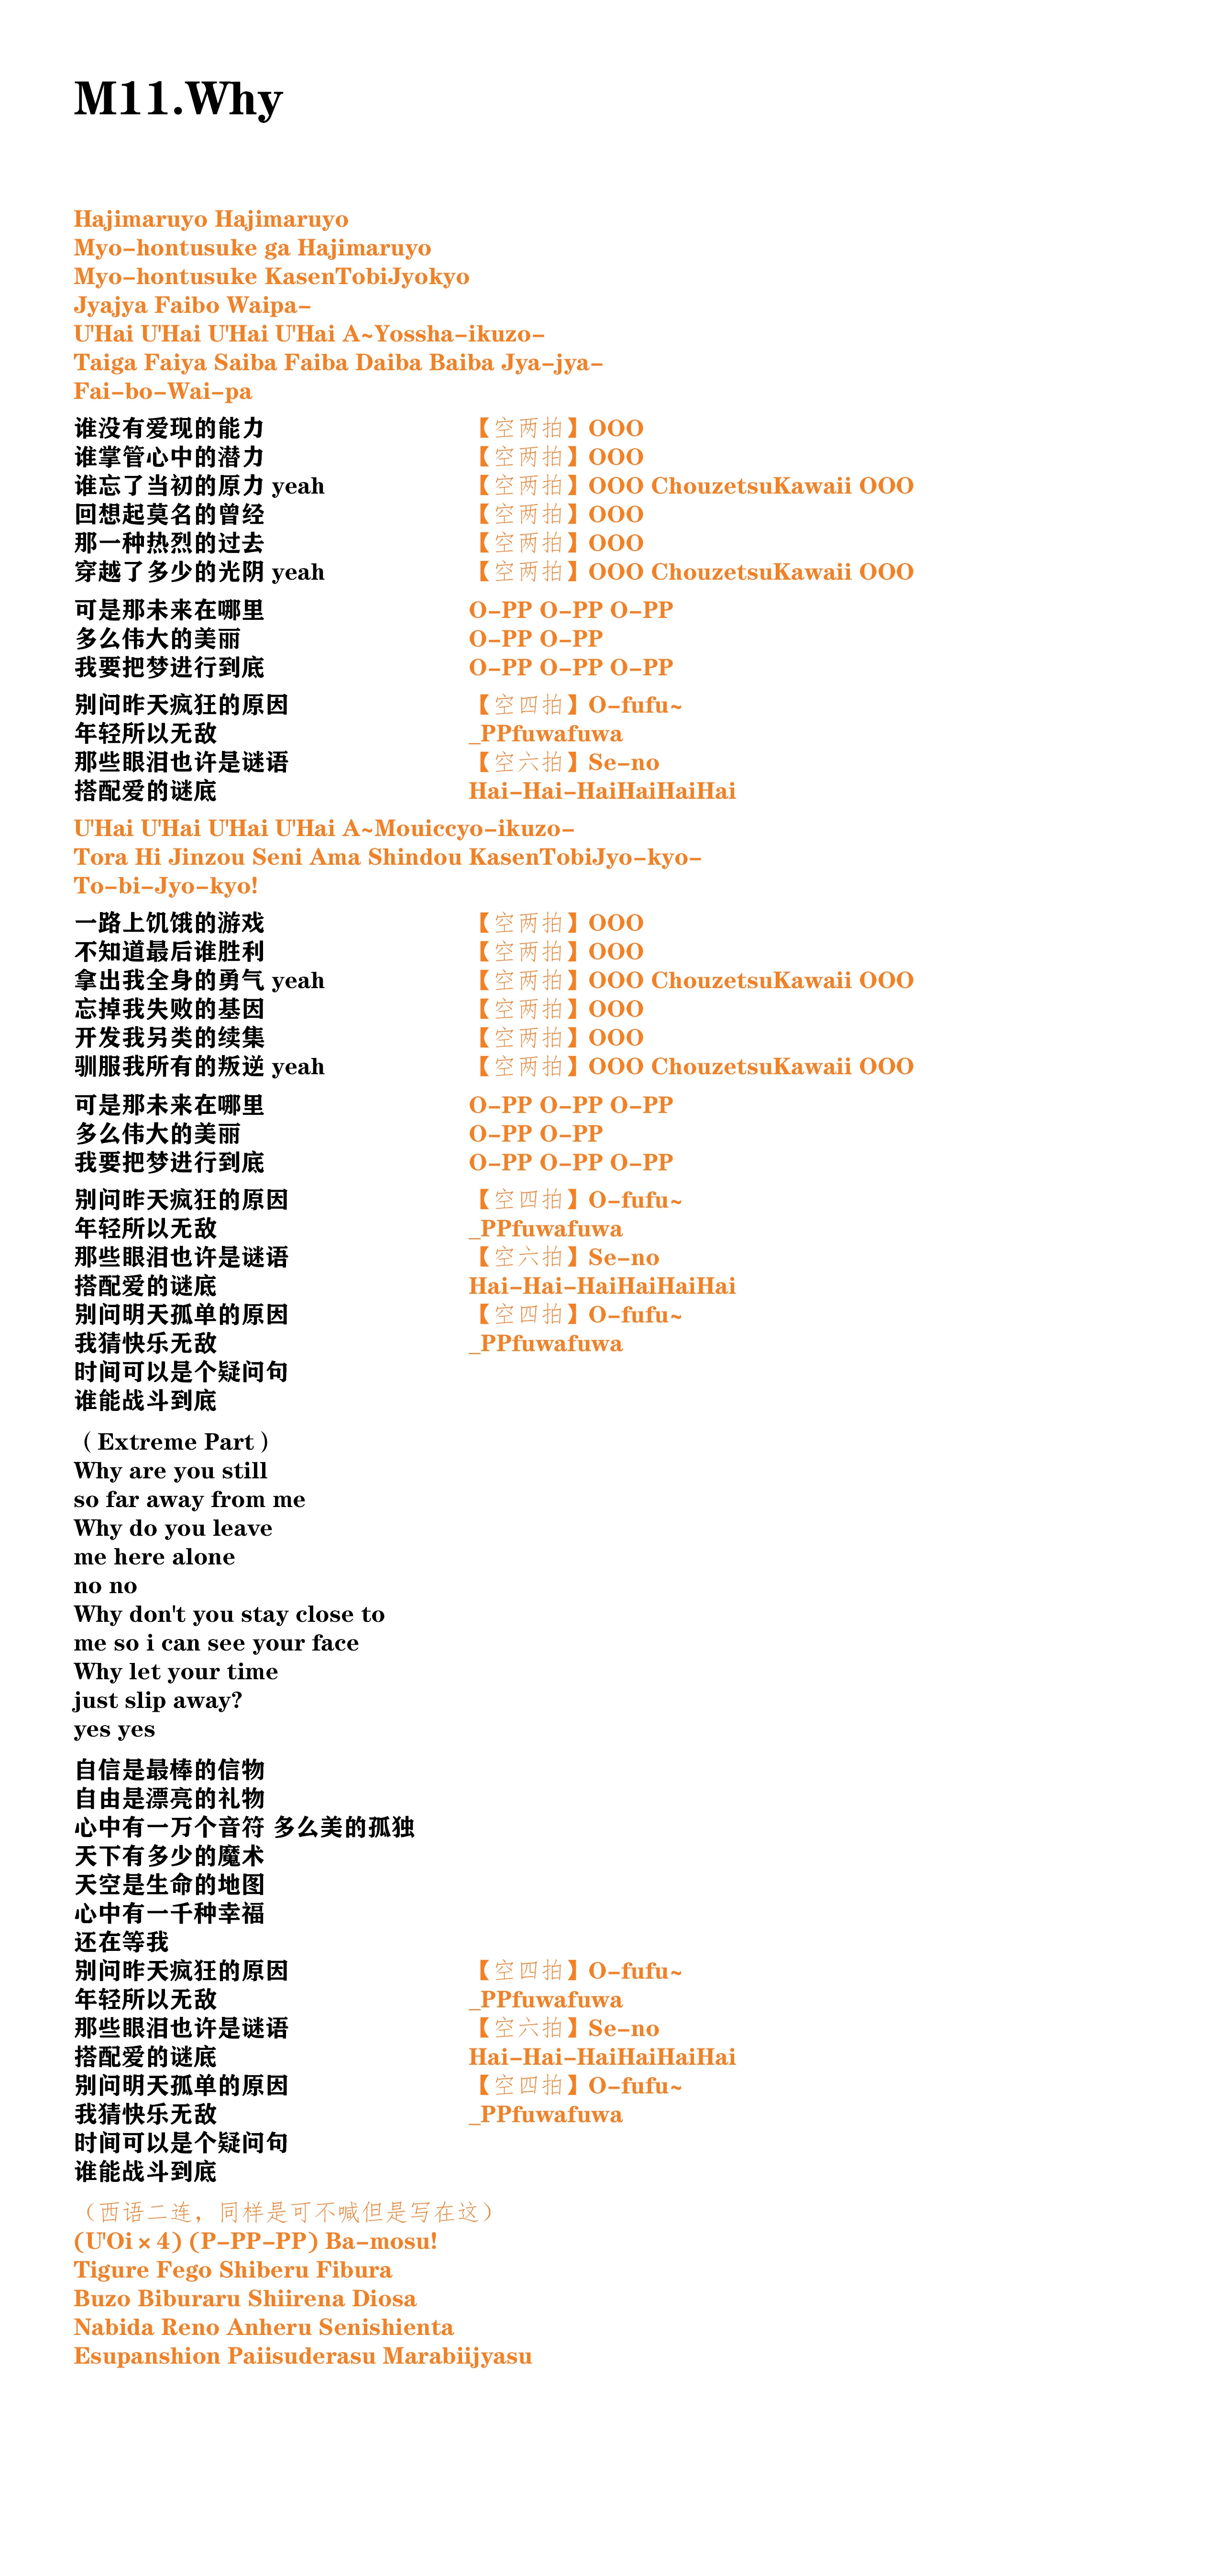 M11.Why
Hajimaruyo Hajimaruyo
Myo-hontusuke ga Hajimaruyo
Myo-hontusuke KasenTobiJyokyo
Jyajya Faibo Waipa-
U'Hai U'Hai U'Hai U'Hai A~Yossha-ikuzo-
Taiga Faiya Saiba Faiba Daiba Baiba Jya-jya-
Fai-bo-Wai-pa
谁没有爱现的能力 【空两拍】OOO
谁掌管心中的潜力 【空两拍】OOO
谁忘了当初的原力 yeah 【空两拍】OOO ChouzetsuKawaii OOO
回想起莫名的曾经 【空两拍】OOO
那一种热烈的过去 【空两拍】OOO
穿越了多少的光阴 yeah 【空两拍】OOO ChouzetsuKawaii OOO
可是那未来在哪里 O-PP O-PP O-PP
多么伟大的美丽 O-PP O-PP
我要把梦进行到底 O-PP O-PP O-PP
别问昨天疯狂的原因 【空四拍】O-fufu~
年轻所以无敌 _PPfuwafuwa
那些眼泪也许是谜语 【空六拍】Se-no
搭配爱的谜底 Hai-Hai-HaiHaiHaiHai
U'Hai U'Hai U'Hai U'Hai A~Mouiccyo-ikuzo-
Tora Hi Jinzou Seni Ama Shindou KasenTobiJyo-kyo-
To-bi-Jyo-kyo!
一路上饥饿的游戏 【空两拍】OOO
不知道最后谁胜利 【空两拍】OOO
拿出我全身的勇气 yeah 【空两拍】OOO ChouzetsuKawaii OOO
忘掉我失败的基因 【空两拍】OOO
开发我另类的续集 【空两拍】OOO
驯服我所有的叛逆 yeah 【空两拍】OOO ChouzetsuKawaii OOO
可是那未来在哪里 O-PP O-PP O-PP
多么伟大的美丽 O-PP O-PP
我要把梦进行到底 O-PP O-PP O-PP
别问昨天疯狂的原因 【空四拍】O-fufu~
年轻所以无敌 _PPfuwafuwa
那些眼泪也许是谜语 【空六拍】Se-no
搭配爱的谜底 Hai-Hai-HaiHaiHaiHai
别问明天孤单的原因 【空四拍】O-fufu~
我猜快乐无敌 _PPfuwafuwa
时间可以是个疑问句
谁能战斗到底
（Extreme Part）
Why are you still
so far away from me
Why do you leave
me here alone
no no
Why don't you stay close to
me so i can see your face
Why let your time
just slip away?
yes yes
自信是最棒的信物
自由是漂亮的礼物
心中有一万个音符 多么美的孤独
天下有多少的魔术
天空是生命的地图
心中有一千种幸福
还在等我
别问昨天疯狂的原因 【空四拍】O-fufu~
年轻所以无敌 _PPfuwafuwa
那些眼泪也许是谜语 【空六拍】Se-no
搭配爱的谜底 Hai-Hai-HaiHaiHaiHai
别问明天孤单的原因 【空四拍】O-fufu~
我猜快乐无敌 _PPfuwafuwa
时间可以是个疑问句
谁能战斗到底
（西语二连，同样是可不喊但是写在这）
(U'Oi×4) (P-PP-PP) Ba-mosu!
Tigure Fego Shiberu Fibura
Buzo Biburaru Shiirena Diosa
Nabida Reno Anheru Senishienta
Esupanshion Paiisuderasu Marabiijyasu